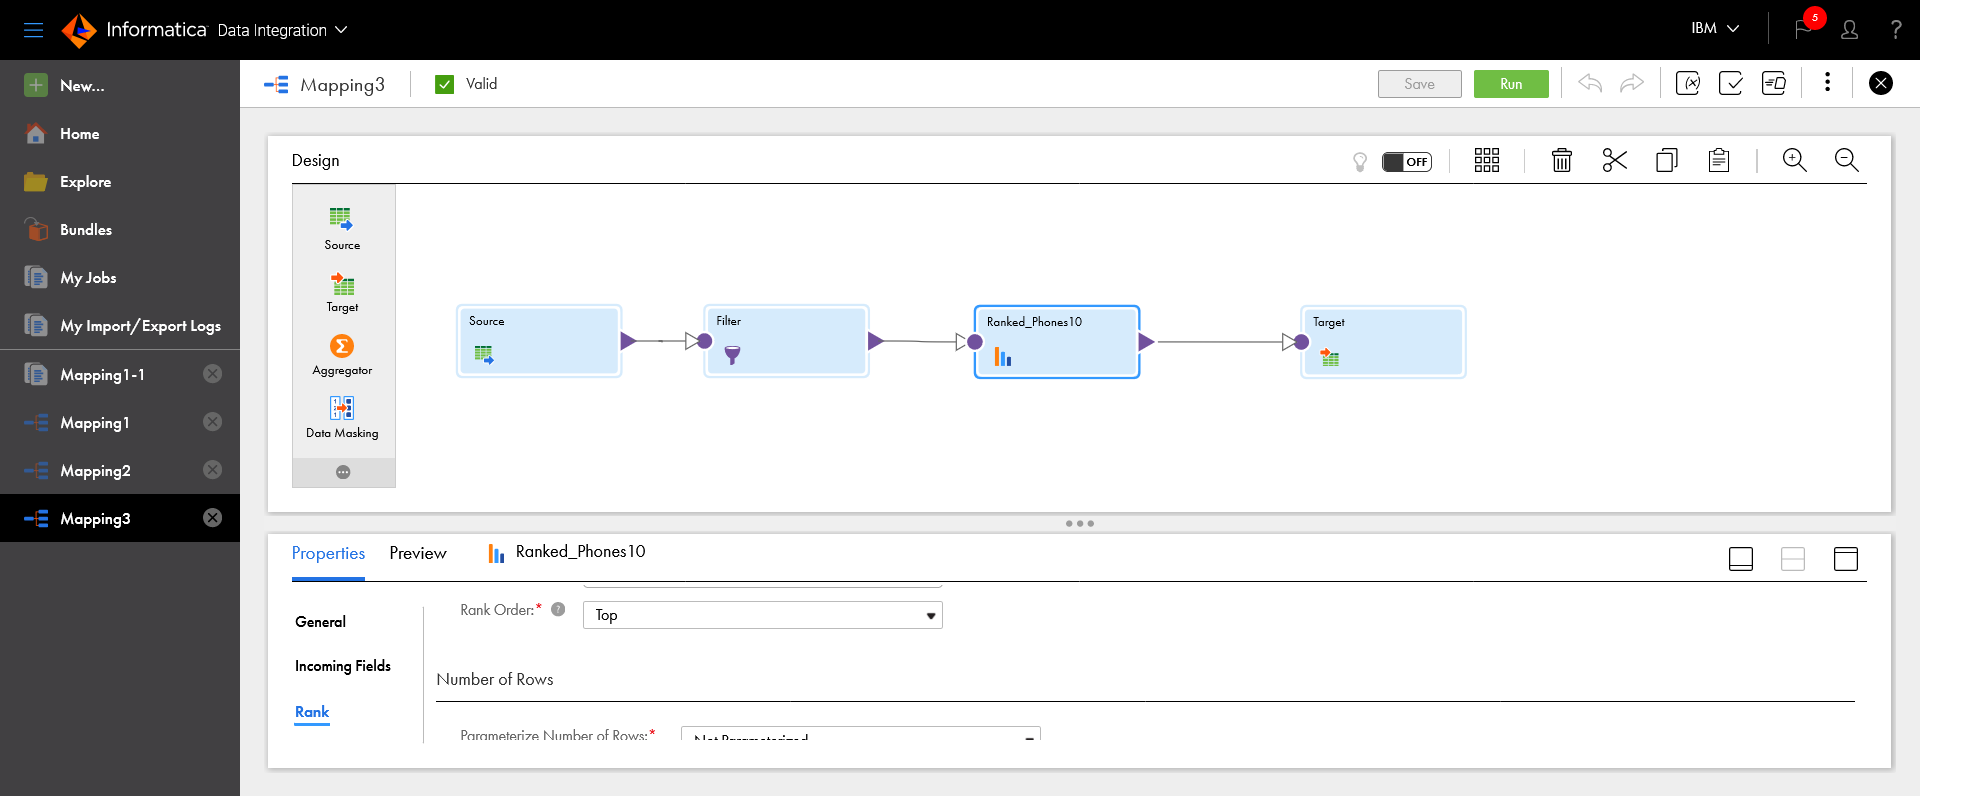 Informatica Data Integration
IBM
5
?
New...
Home
Explore
Bundles
My Jobs
My Import/Export Logs
Mapping1-1
Mapping1
Mapping2
Mapping3
Mapping3
Valid
Save
Run
Design
OFF
Source
Target
Aggregator
Data Masking
Source
Filter
Ranked_Phones10
Target
Properties
Preview
Ranked_Phones10
General
Incoming Fields
Rank
Rank Order:* ?
Top
Number of Rows
Parameterize Number of Rows:*
Not Parameterized